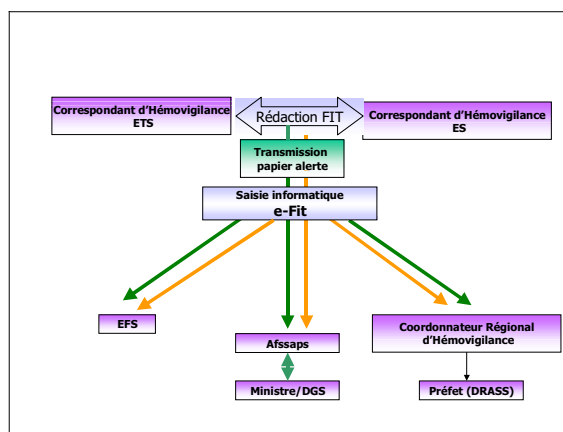 Correspondant d'Hémovigilance
ETS
Rédaction FIT
Correspondant d'Hémovigilance
ES
Transmission
papier alerte
Saisie informatique
e-Fit
EFS
Afssaps
Coordonnateur Régional
d'Hémovigilance
Ministre/DGS
Préfet (DRASS)